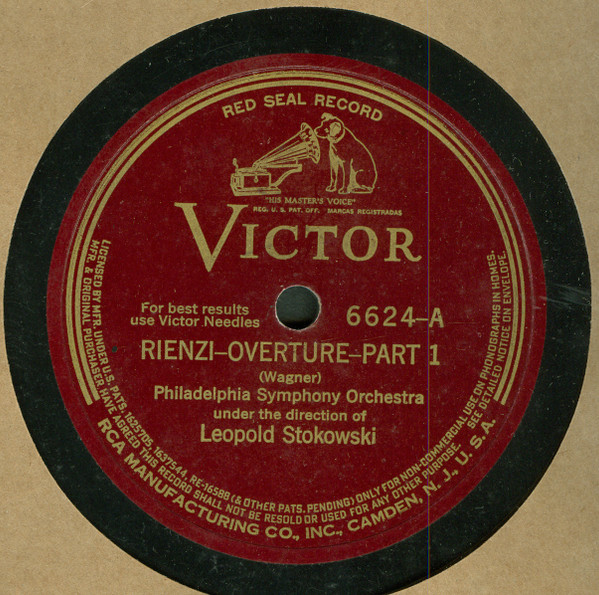 RED SEAL RECORD
"HIS MASTER'S VOICE"
REG. U. S. PAT. OFF. MARCAS REGISTRADAS
VICTOR
For best results
use Victor Needles
6624-A
RIENZI-OVERTURE-PART 1
(Wagner)
Philadelphia Symphony Orchestra
under the direction of
Leopold Stokowski
LICENSED BY MFR. UNDER U.S. PATS. 1625705, 1637544, RE-16588 (& OTHER PATS. PENDING) ONLY FOR NON-COMMERCIAL USE ON PHONOGRAPHS IN HOMES.
MFR. & ORIGINAL PURCHASER HAVE AGREED THIS RECORD SHALL NOT BE RESOLD OR USED FOR ANY OTHER PURPOSE. SEE DETAILED NOTICE ON ENVELOPE.
RCA MANUFACTURING CO., INC., CAMDEN, N. J., U. S. A.